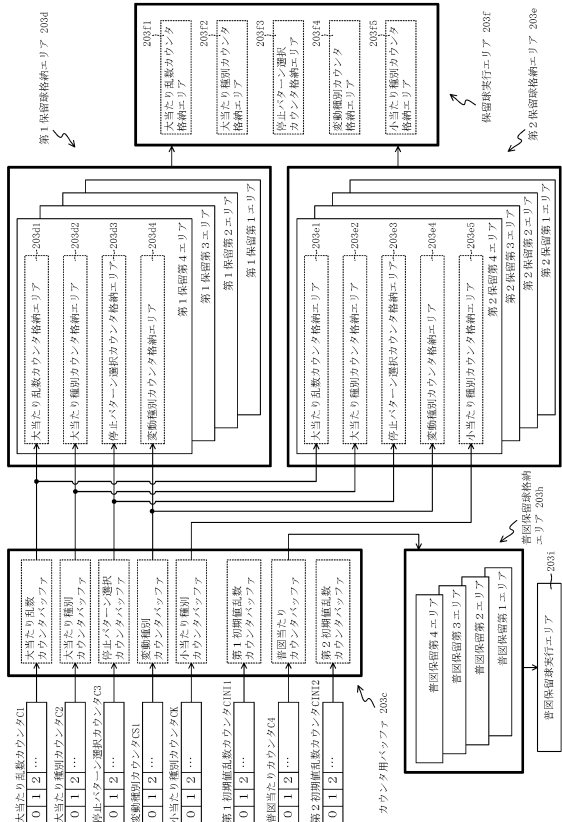 大当たり乱数カウンタC1
0 1 2 …
大当たり種別カウンタC2
0 1 2 …
停止パターン選択カウンタC3
0 1 2 …
変動種別カウンタCS1
0 1 2 …
小当たり種別カウンタCK
0 1 2 …
第1初期値乱数カウンタCINI1
0 1 2 …
普図当たりカウンタC4
0 1 2 …
第2初期値乱数カウンタCINI2
0 1 2 …
カウンタ用バッファ 203c
大当たり乱数
カウンタバッファ
大当たり種別
カウンタバッファ
停止パターン選択
カウンタバッファ
変動種別
カウンタバッファ
小当たり種別
カウンタバッファ
第1初期値乱数
カウンタバッファ
普図当たり
カウンタバッファ
第2初期値乱数
カウンタバッファ
第1保留球格納エリア 203d
大当たり乱数カウンタ格納エリア
203d1
大当たり種別カウンタ格納エリア
203d2
停止パターン選択カウンタ格納エリア
203d3
変動種別カウンタ格納エリア
203d4
第1保留第4エリア
第1保留第3エリア
第1保留第2エリア
第1保留第1エリア
第2保留球格納エリア 203e
大当たり乱数カウンタ格納エリア
203e1
大当たり種別カウンタ格納エリア
203e2
停止パターン選択カウンタ格納エリア
203e3
変動種別カウンタ格納エリア
203e4
小当たり種別カウンタ格納エリア
203e5
第2保留第4エリア
第2保留第3エリア
第2保留第2エリア
第2保留第1エリア
保留球実行エリア 203f
大当たり乱数カウンタ
格納エリア
203f1
大当たり種別カウンタ
格納エリア
203f2
停止パターン選択
カウンタ格納エリア
203f3
変動種別カウンタ
格納エリア
203f4
小当たり種別カウンタ
格納エリア
203f5
普図保留球格納
エリア 203h
普図保留第4エリア
普図保留第3エリア
普図保留第2エリア
普図保留第1エリア
普図保留球実行エリア
203i